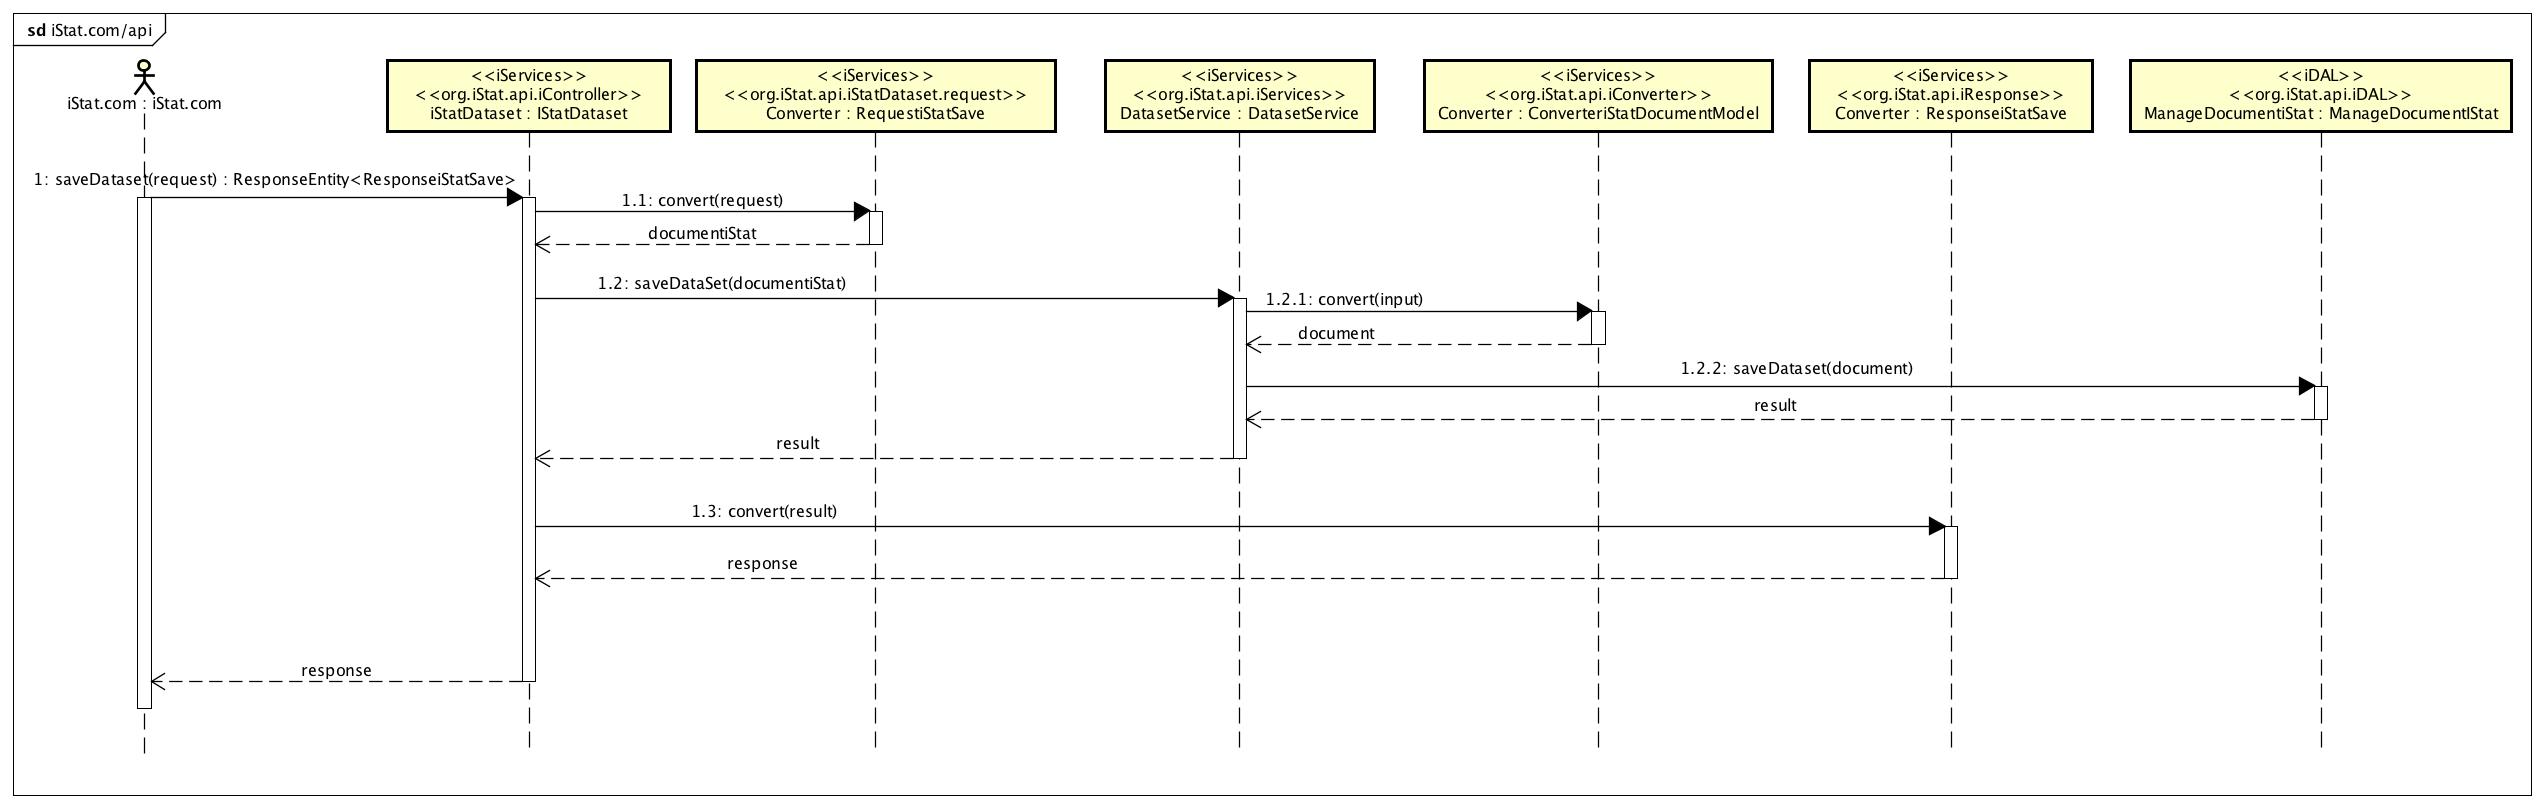 sd iStat.com/api
iStat.com : iStat.com
<<iServices>>
<<org.iStat.api.iController>>
iStatDataset : IStatDataset
<<iServices>>
<<org.iStat.api.iStatDataset.request>>
Converter : RequestiStatSave
<<iServices>>
<<org.iStat.api.iServices>>
DatasetService : DatasetService
<<iServices>>
<<org.iStat.api.iConverter>>
Converter : ConverteriStatDocumentModel
<<iServices>>
<<org.iStat.api.iResponse>>
Converter : ResponseiStatSave
<<iDAL>>
<<org.iStat.api.iDAL>>
ManageDocumentiStat : ManageDocumentIStat
1: saveDataset(request) : ResponseEntity<ResponseiStatSave>
1.1: convert(request)
documentiStat
1.2: saveDataSet(documentiStat)
1.2.1: convert(input)
document
1.2.2: saveDataset(document)
result
result
1.3: convert(result)
response
response